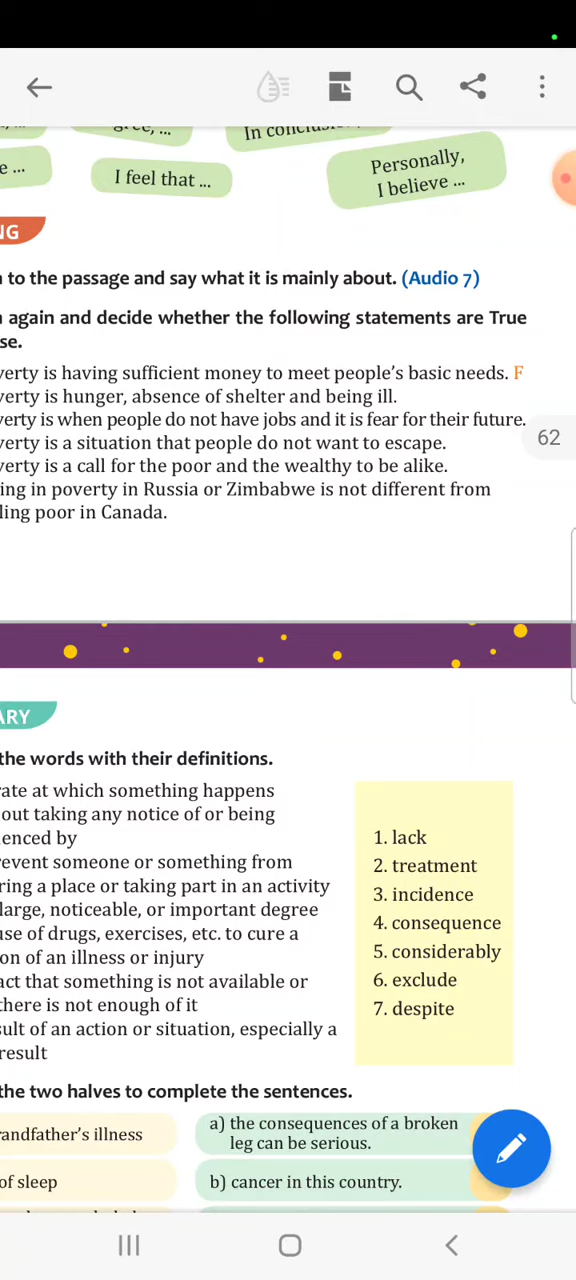 In conclusion
I feel that ...
Personally,
I believe ...
to the passage and say what it is mainly about. (Audio 7)
again and decide whether the following statements are True
se.
verty is having sufficient money to meet people's basic needs. F
verty is hunger, absence of shelter and being ill.
verty is when people do not have jobs and it is fear for their future.
62
verty is a situation that people do not want to escape.
verty is a call for the poor and the wealthy to be alike.
ing in poverty in Russia or Zimbabwe is not different from
ling poor in Canada.
ARY
the words with their definitions.
rate at which something happens
out taking any notice of or being
enced by
revent someone or something from
ring a place or taking part in an activity
large, noticeable, or important degree
use of drugs, exercises, etc. to cure a
on of an illness or injury
act that something is not available or
there is not enough of it
sult of an action or situation, especially a
result
1. lack
2. treatment
3. incidence
4. consequence
5. considerably
6. exclude
7. despite
the two halves to complete the sentences.
randfather's illness
a) the consequences of a broken
leg can be serious.
of sleep
b) cancer in this country.